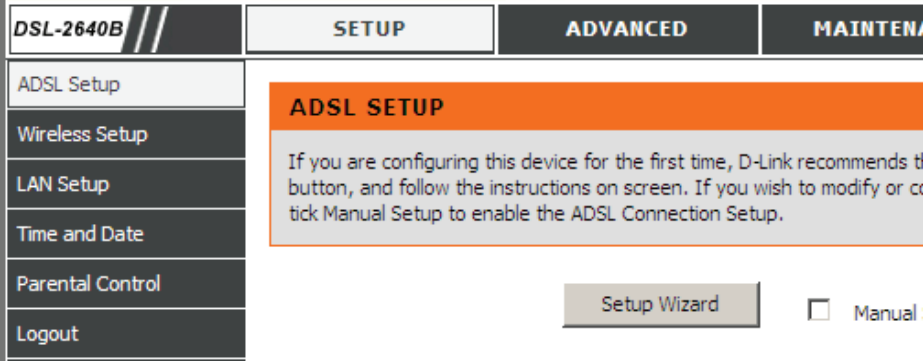 DSL-2640B
SETUP
ADVANCED
ADSL Setup
Wireless Setup
LAN Setup
Time and Date
Parental Control
Logout
ADSL SETUP
If you are configuring this device for the first time, D-Link recommends
button, and follow the instructions on screen. If you wish to modify or
tick Manual Setup to enable the ADSL Connection Setup.
Setup Wizard
Manual